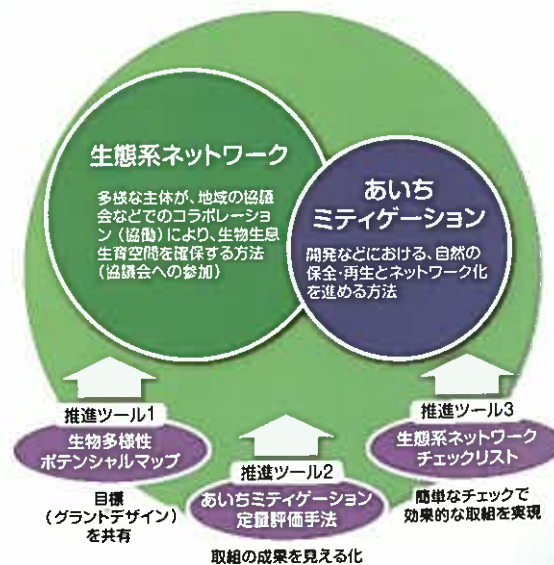 生態系ネットワーク
多様な主体が、地域の協議
会などでのコラボレーショ
ン（協働）により、生物生息
生育空間を確保する方法
（協議会への参加）
あいち
ミティゲーション
開発などにおける、自然の
保全・再生とネットワーク化
を進める方法
推進ツール1
生物多様性
ポテンシャルマップ
目標
（グラントデザイン）
を共有
推進ツール2
あいちミティゲーション
定量評価手法
取組の成果を見える化
推進ツール3
生態系ネットワーク
チェックリスト
簡単なチェックで
効果的な取組を実現